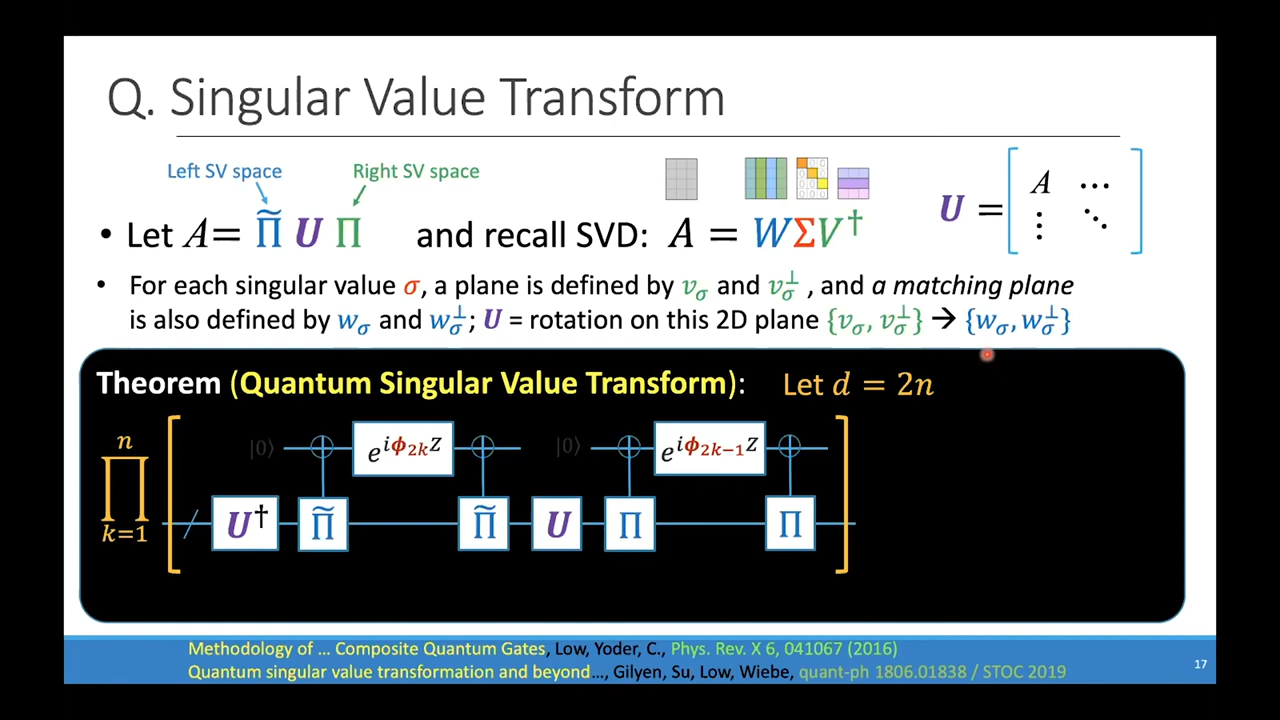 Q. Singular Value Transform
Left SV space
Right SV space
• Let A= Π̃ U Π and recall SVD: A = WΣV†
U = [ A ⋯ ⋮ ⋱ ]
• For each singular value σ, a plane is defined by v_σ and v_σ^⊥ , and a matching plane
is also defined by w_σ and w_σ^⊥; U = rotation on this 2D plane {v_σ, v_σ^⊥} → {w_σ, w_σ^⊥}
Theorem (Quantum Singular Value Transform): Let d = 2n
n
∏
k=1
|0⟩ e^{iϕ_{2k}Z} |0⟩ e^{iϕ_{2k−1}Z}
U† Π̃ Π̃ U Π Π
Methodology of … Composite Quantum Gates, Low, Yoder, C., Phys. Rev. X 6, 041067 (2016)
Quantum singular value transformation and beyond…, Gilyen, Su, Low, Wiebe, quant-ph 1806.01838 / STOC 2019
17